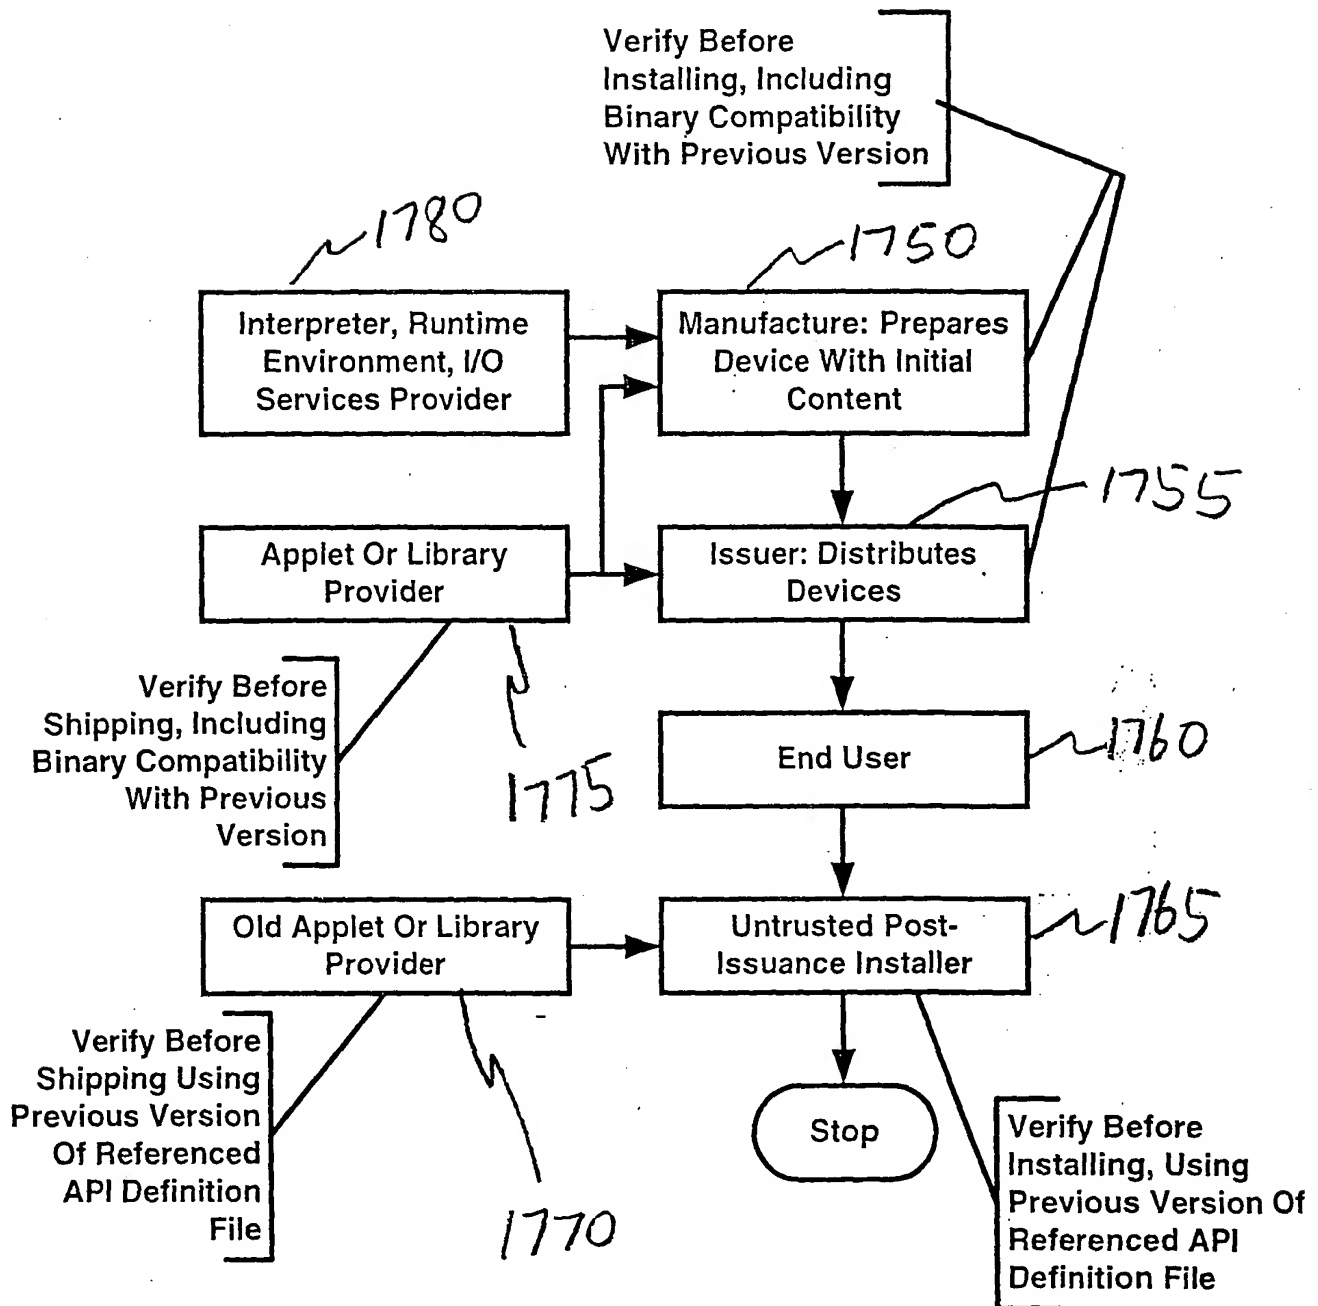 Verify Before
Installing, Including
Binary Compatibility
With Previous Version
1780
1750
Interpreter, Runtime
Environment, I/O
Services Provider
Manufacture: Prepares
Device With Initial
Content
1755
Applet Or Library
Provider
Issuer: Distributes
Devices
Verify Before
Shipping, Including
Binary Compatibility
With Previous
Version
1775
End User
1760
Old Applet Or Library
Provider
Untrusted Post-
Issuance Installer
1765
Verify Before
Shipping Using
Previous Version
Of Referenced
API Definition
File
1770
Stop
Verify Before
Installing, Using
Previous Version Of
Referenced API
Definition File